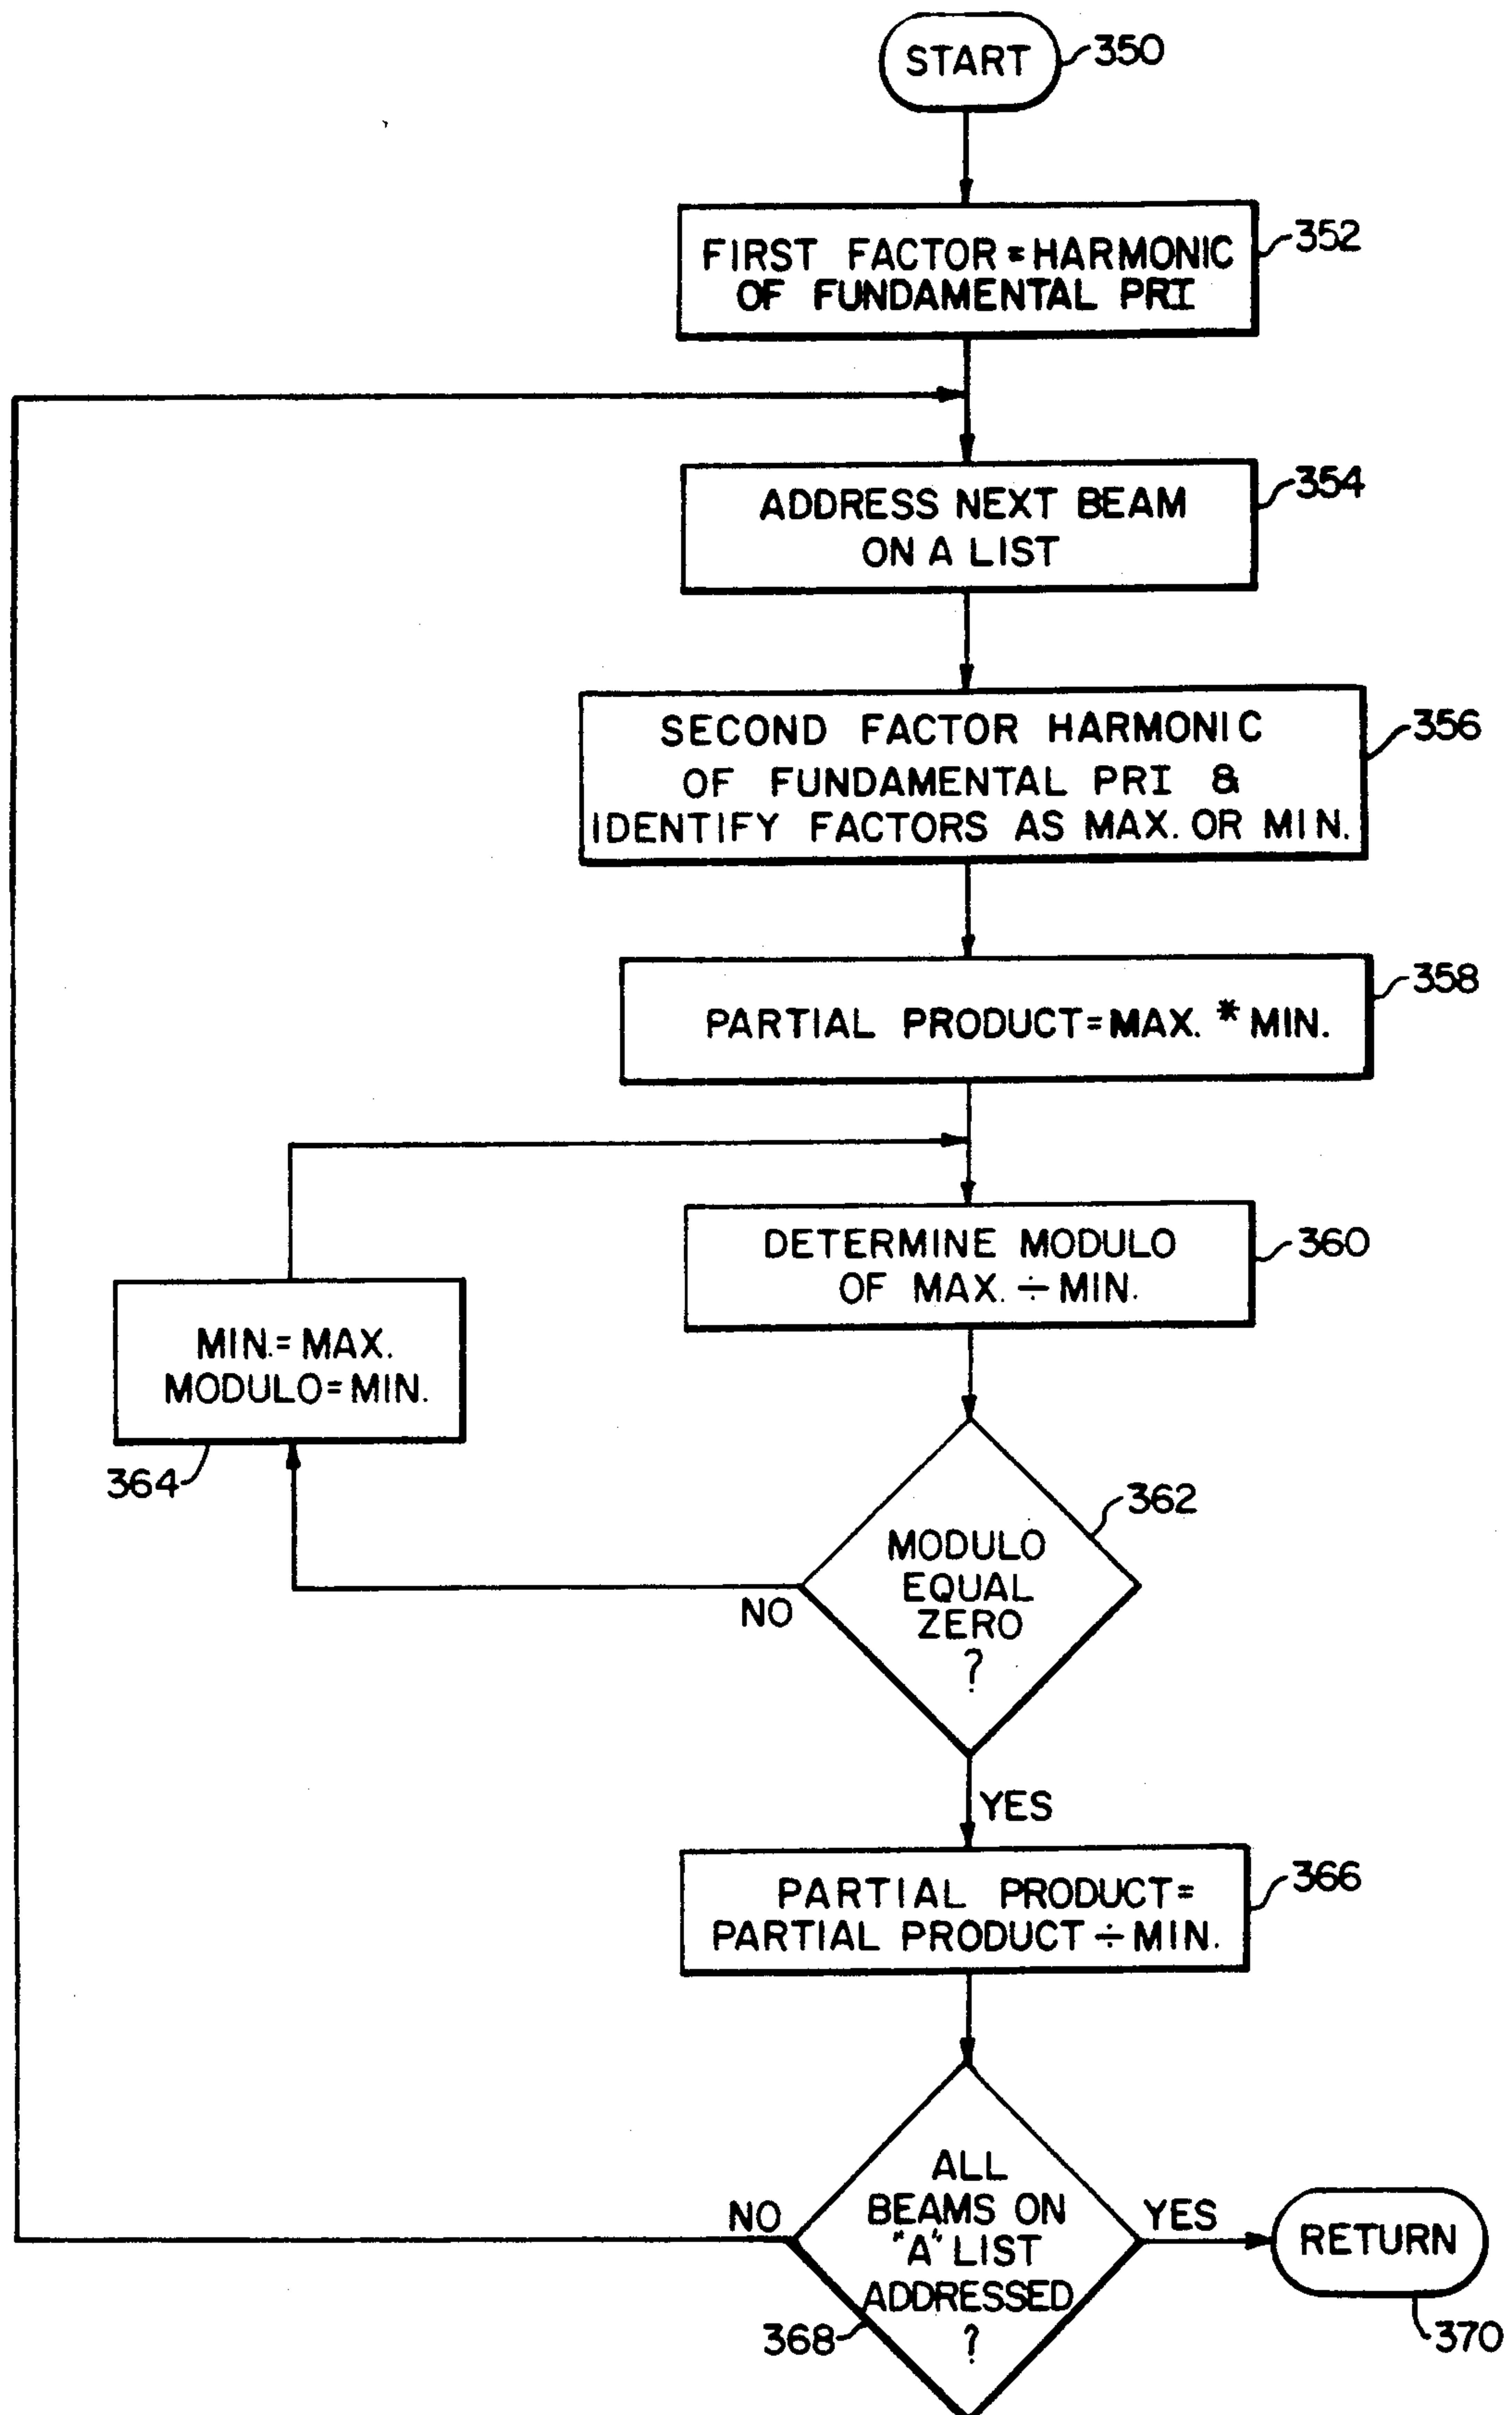 START
350
FIRST FACTOR = HARMONIC
OF FUNDAMENTAL PRI
352
ADDRESS NEXT BEAM
ON A LIST
354
SECOND FACTOR HARMONIC
OF FUNDAMENTAL PRI &
IDENTIFY FACTORS AS MAX. OR MIN.
356
PARTIAL PRODUCT=MAX. * MIN.
358
DETERMINE MODULO
OF MAX. ÷ MIN.
360
MIN.= MAX.
MODULO= MIN.
364
MODULO
EQUAL
ZERO
?
362
NO
YES
PARTIAL PRODUCT=
PARTIAL PRODUCT ÷ MIN.
366
ALL
BEAMS ON
"A" LIST
ADDRESSED
?
368
NO
YES
RETURN
370